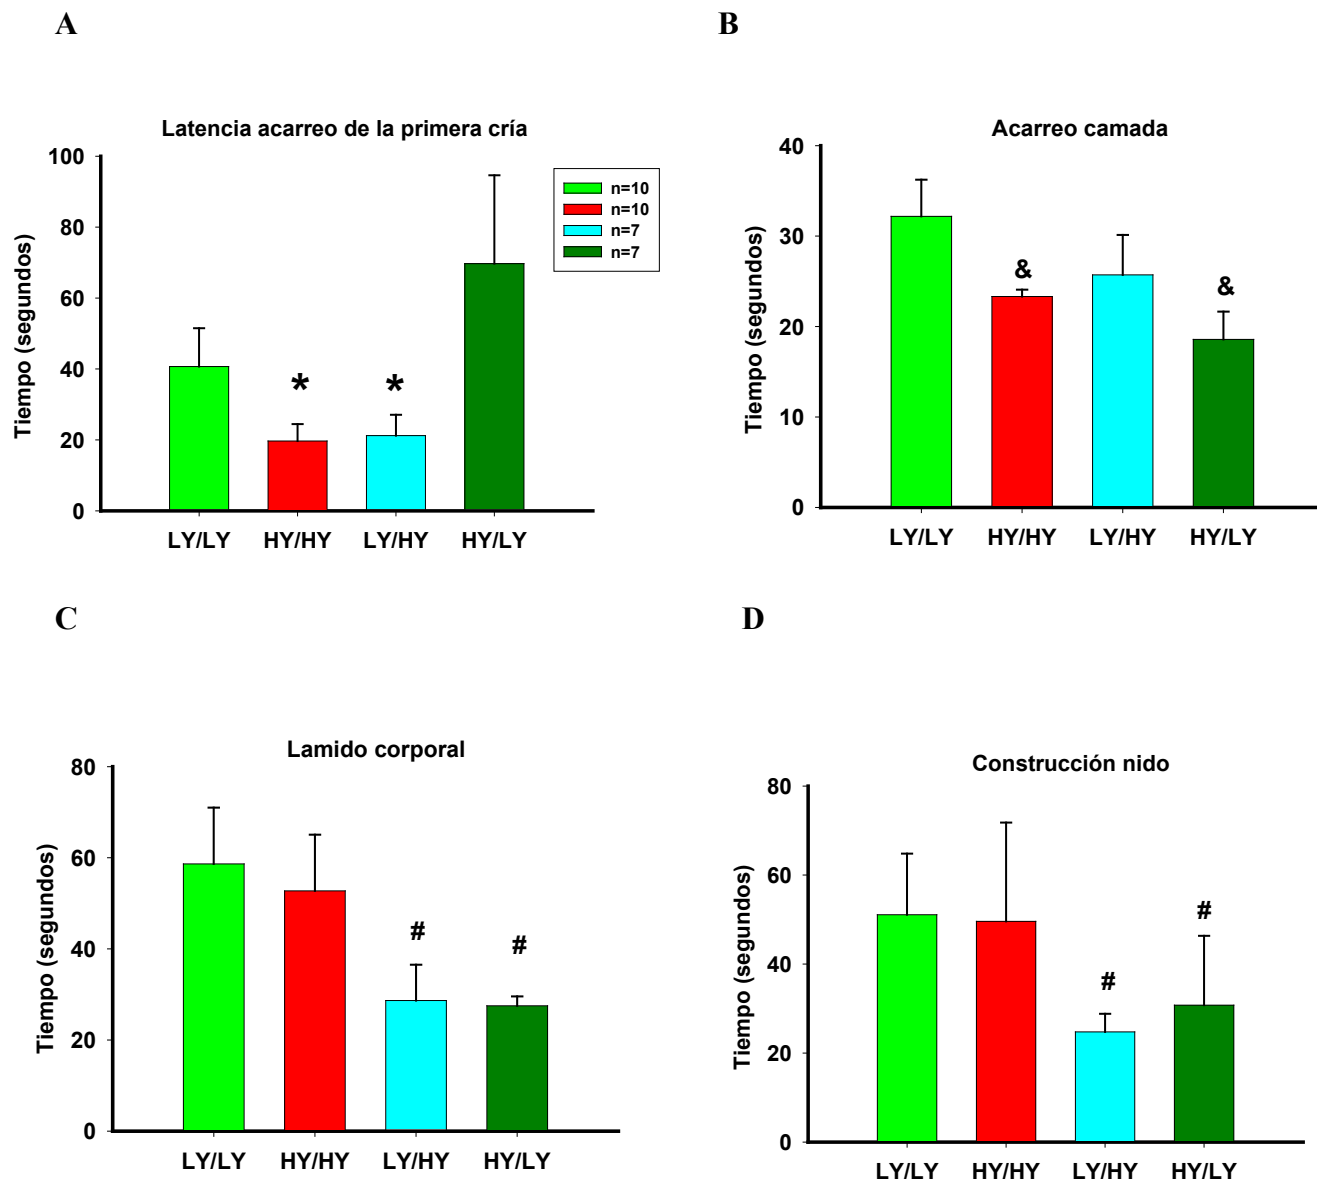 A
Latencia acarreo de la primera cría
Tiempo (segundos)
100
80
60
40
20
0
n=10
n=10
n=7
n=7
*
*
LY/LY HY/HY LY/HY HY/LY
B
Acarreo camada
Tiempo (segundos)
40
30
20
10
0
&
&
LY/LY HY/HY LY/HY HY/LY
C
Lamido corporal
Tiempo (segundos)
80
60
40
20
0
#
#
LY/LY HY/HY LY/HY HY/LY
D
Construcción nido
Tiempo (segundos)
80
60
40
20
0
#
#
LY/LY HY/HY LY/HY HY/LY